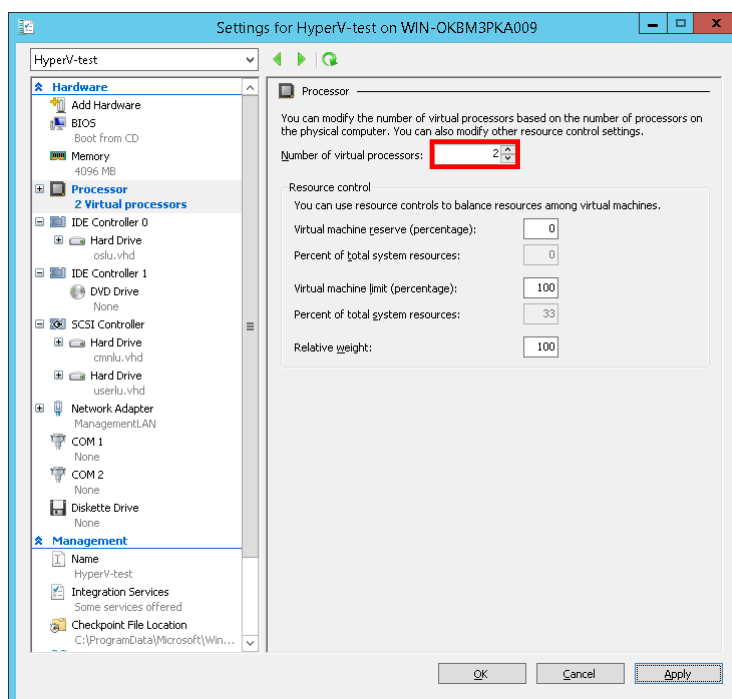 Settings for HyperV-test on WIN-OKBM3PKA009
HyperV-test
Hardware
Add Hardware
BIOS
Boot from CD
Memory
4096 MB
Processor
2 Virtual processors
IDE Controller 0
Hard Drive
oslu.vhd
IDE Controller 1
DVD Drive
None
SCSI Controller
Hard Drive
cmnlu.vhd
Hard Drive
userlu.vhd
Network Adapter
ManagementLAN
COM 1
None
COM 2
None
Diskette Drive
None
Management
Name
HyperV-test
Integration Services
Some services offered
Checkpoint File Location
C:\ProgramData\Microsoft\Win...
Processor
You can modify the number of virtual processors based on the number of processors on
the physical computer. You can also modify other resource control settings.
Number of virtual processors: 2
Resource control
You can use resource controls to balance resources among virtual machines.
Virtual machine reserve (percentage): 0
Percent of total system resources: 0
Virtual machine limit (percentage): 100
Percent of total system resources: 33
Relative weight: 100
OK Cancel Apply